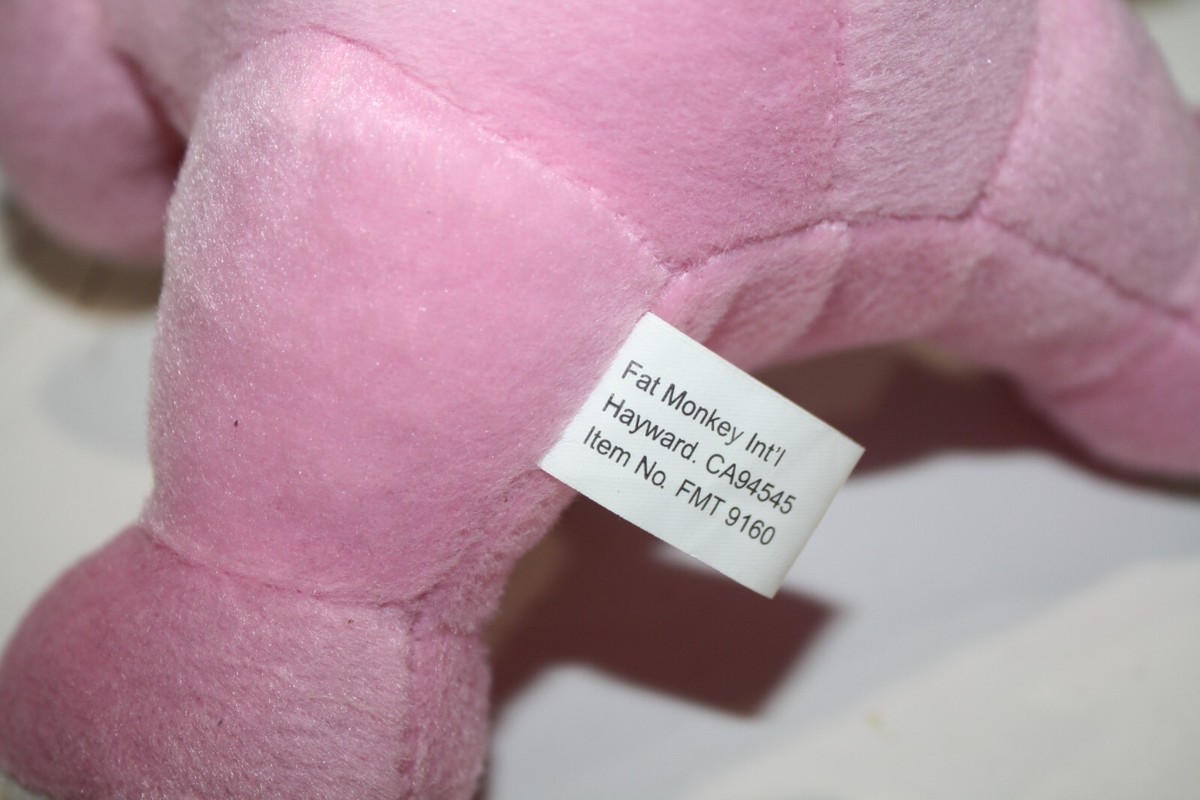 Fat Monkey Int'l
Hayward. CA94545
Item No. FMT 9160